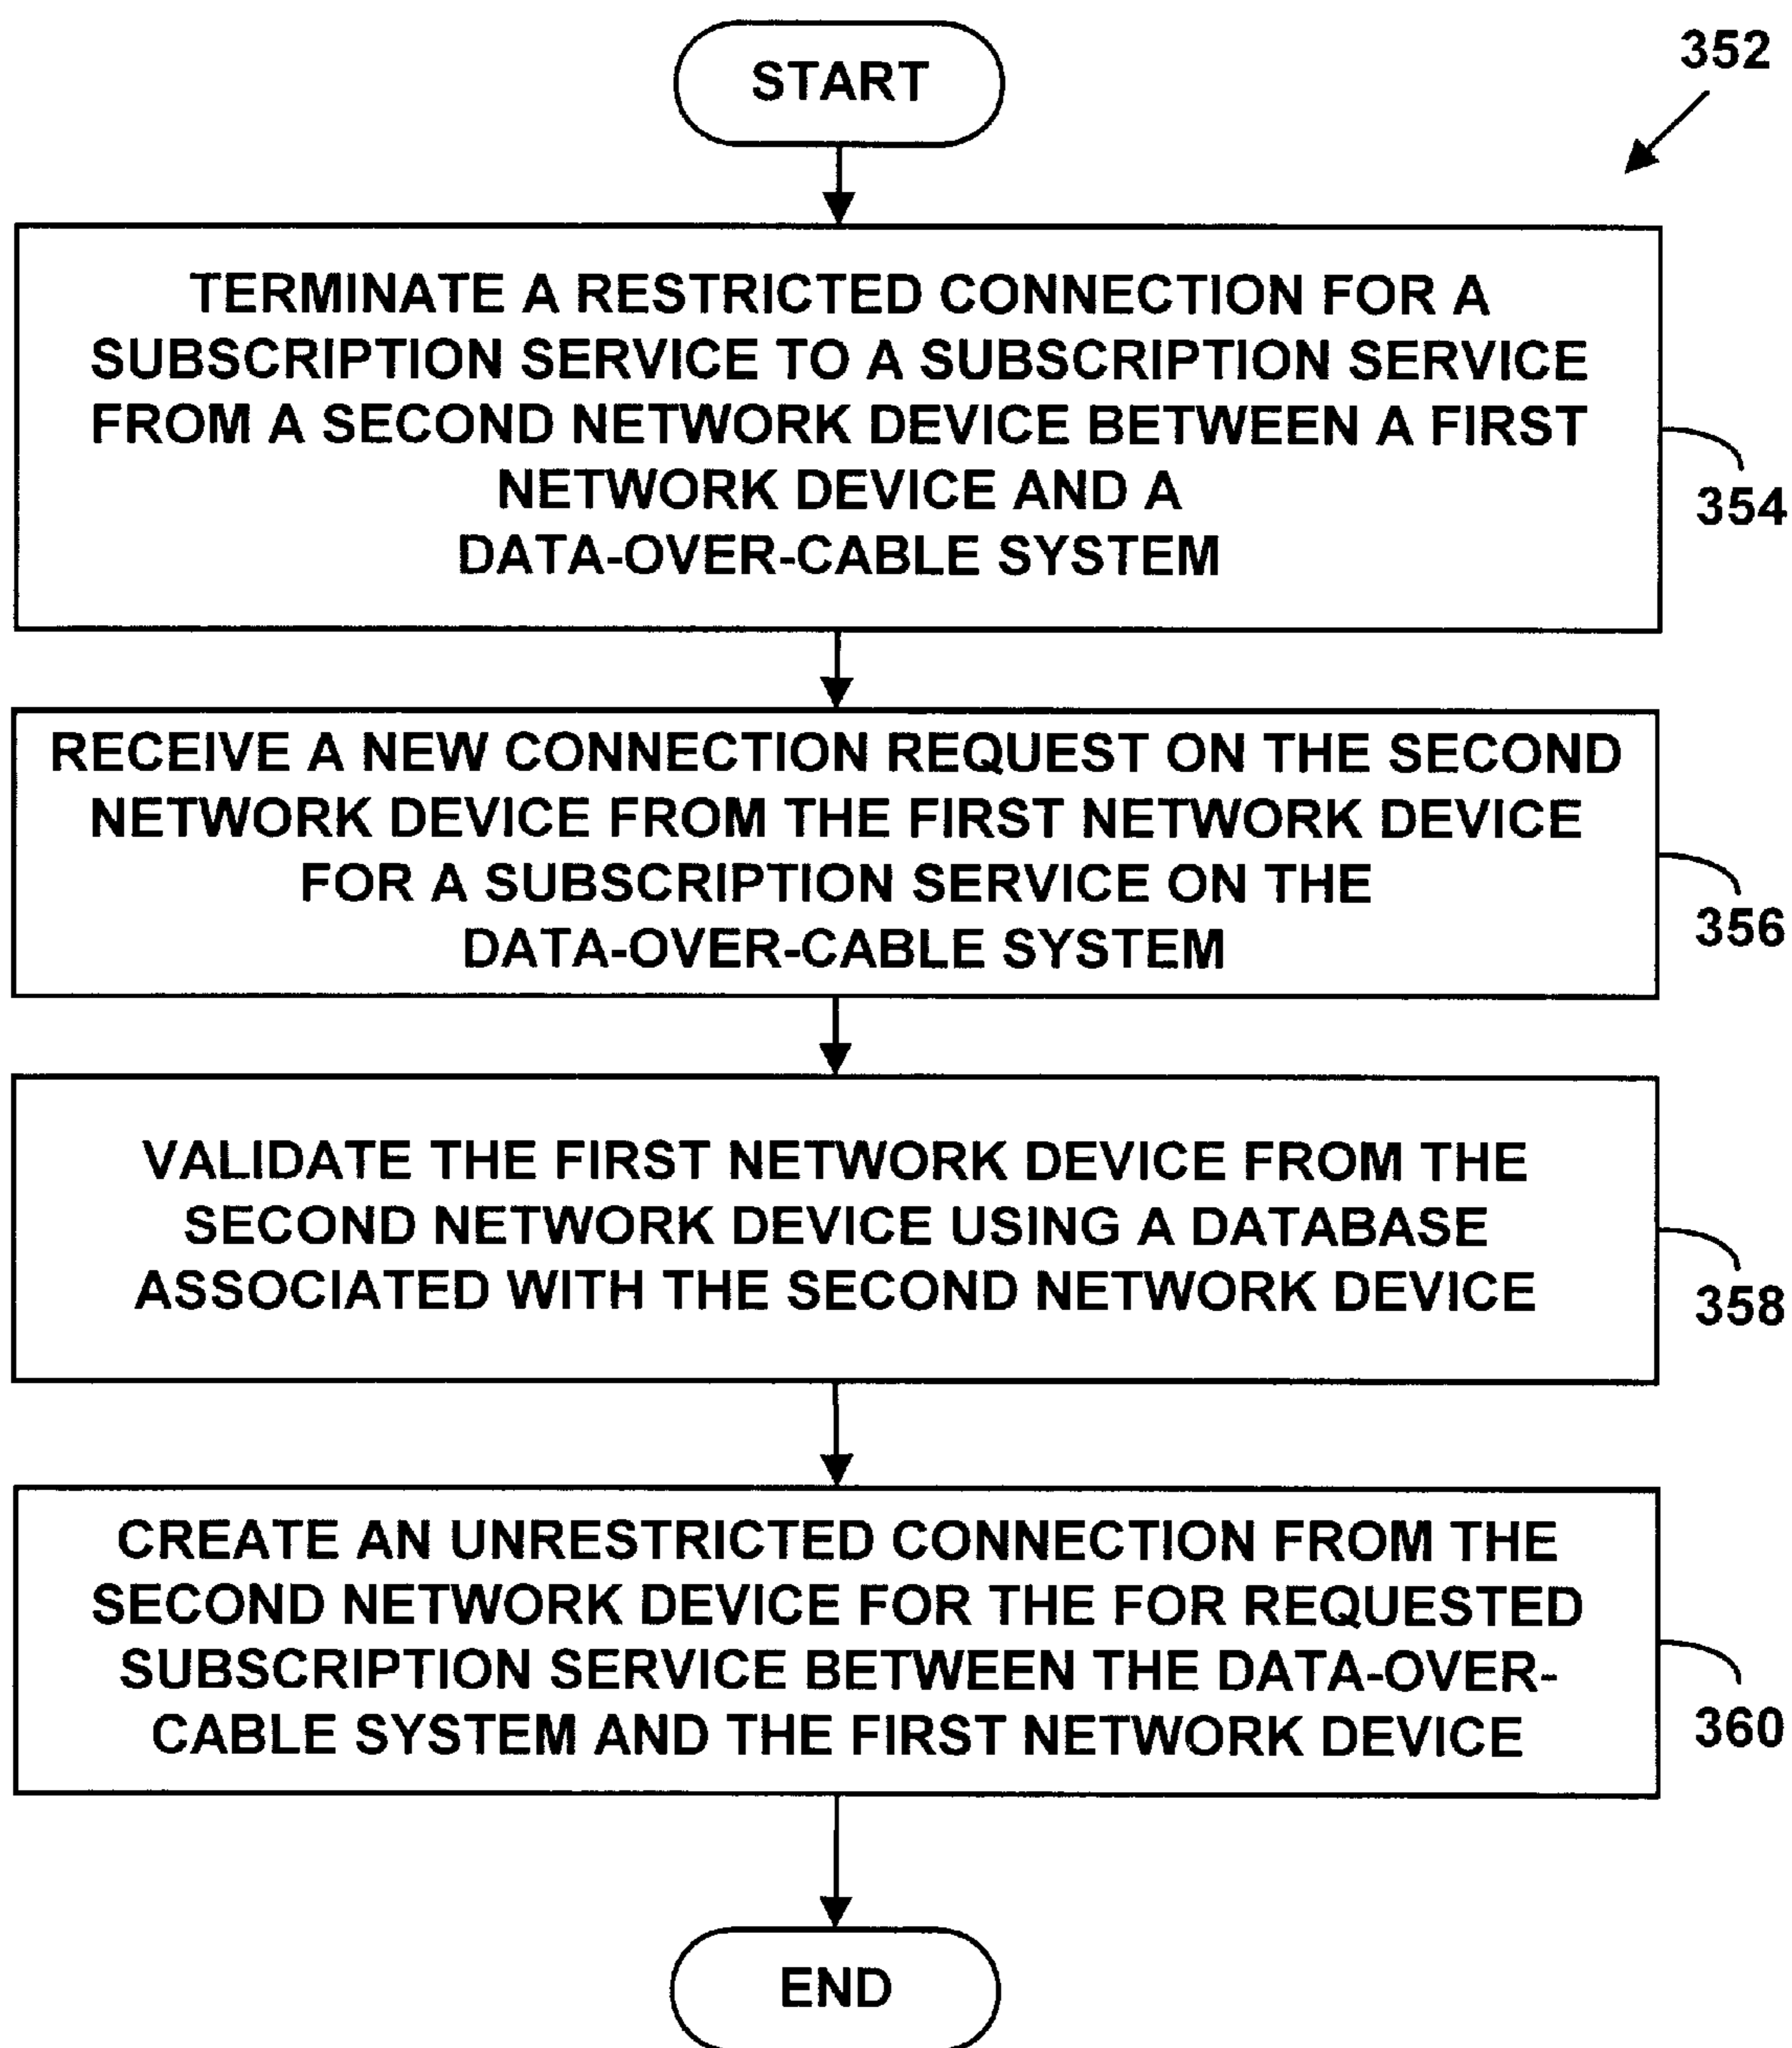 START
352
TERMINATE A RESTRICTED CONNECTION FOR A
SUBSCRIPTION SERVICE TO A SUBSCRIPTION SERVICE
FROM A SECOND NETWORK DEVICE BETWEEN A FIRST
NETWORK DEVICE AND A
DATA-OVER-CABLE SYSTEM
354
RECEIVE A NEW CONNECTION REQUEST ON THE SECOND
NETWORK DEVICE FROM THE FIRST NETWORK DEVICE
FOR A SUBSCRIPTION SERVICE ON THE
DATA-OVER-CABLE SYSTEM
356
VALIDATE THE FIRST NETWORK DEVICE FROM THE
SECOND NETWORK DEVICE USING A DATABASE
ASSOCIATED WITH THE SECOND NETWORK DEVICE
358
CREATE AN UNRESTRICTED CONNECTION FROM THE
SECOND NETWORK DEVICE FOR THE FOR REQUESTED
SUBSCRIPTION SERVICE BETWEEN THE DATA-OVER-
CABLE SYSTEM AND THE FIRST NETWORK DEVICE
360
END